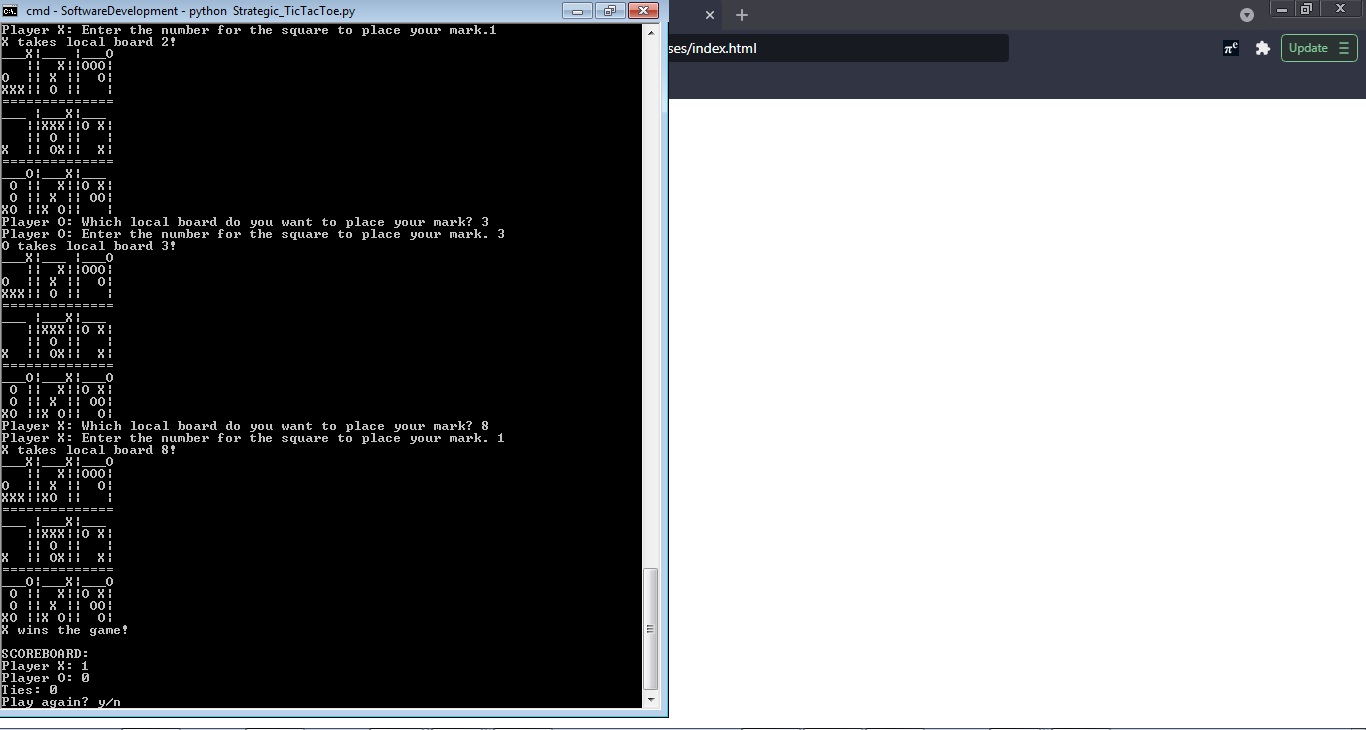 cmd - SoftwareDevelopment - python  Strategic_TicTacToe.py
ses/index.html
Update
Player X: Enter the number for the square to place your mark.1
X takes local board 2!
___X|____ |___O
    ||   X||OOO|
O   || X ||   O|
XXX|| O ||    |
==============
___ |___X|___
    ||XXX||O X|
    || O ||    |
X   || OX||   X|
==============
___O|___X|___
 O  ||   X||O X|
 O  || X || OO|
XO  ||X O||    |
Player O: Which local board do you want to place your mark? 3
Player O: Enter the number for the square to place your mark. 3
O takes local board 3!
___X|___ |___O
    ||   X||OOO|
O   || X ||   O|
XXX|| O ||    |
==============
___ |___X|___
    ||XXX||O X|
    || O ||    |
X   || OX||   X|
==============
___O|___X|___O
 O  ||   X||O X|
 O  || X || OO|
XO  ||X O||   O|
Player X: Which local board do you want to place your mark? 8
Player X: Enter the number for the square to place your mark. 1
X takes local board 8!
___X|___X|___O
    ||   X||OOO|
O   || X ||   O|
XXX||XO ||    |
==============
___ |___X|___
    ||XXX||O X|
    || O ||    |
X   || OX||   X|
==============
___O|___X|___O
 O  ||   X||O X|
 O  || X || OO|
XO  ||X O||   O|
X wins the game!
SCOREBOARD:
Player X: 1
Player O: 0
Ties: 0
Play again? y/n